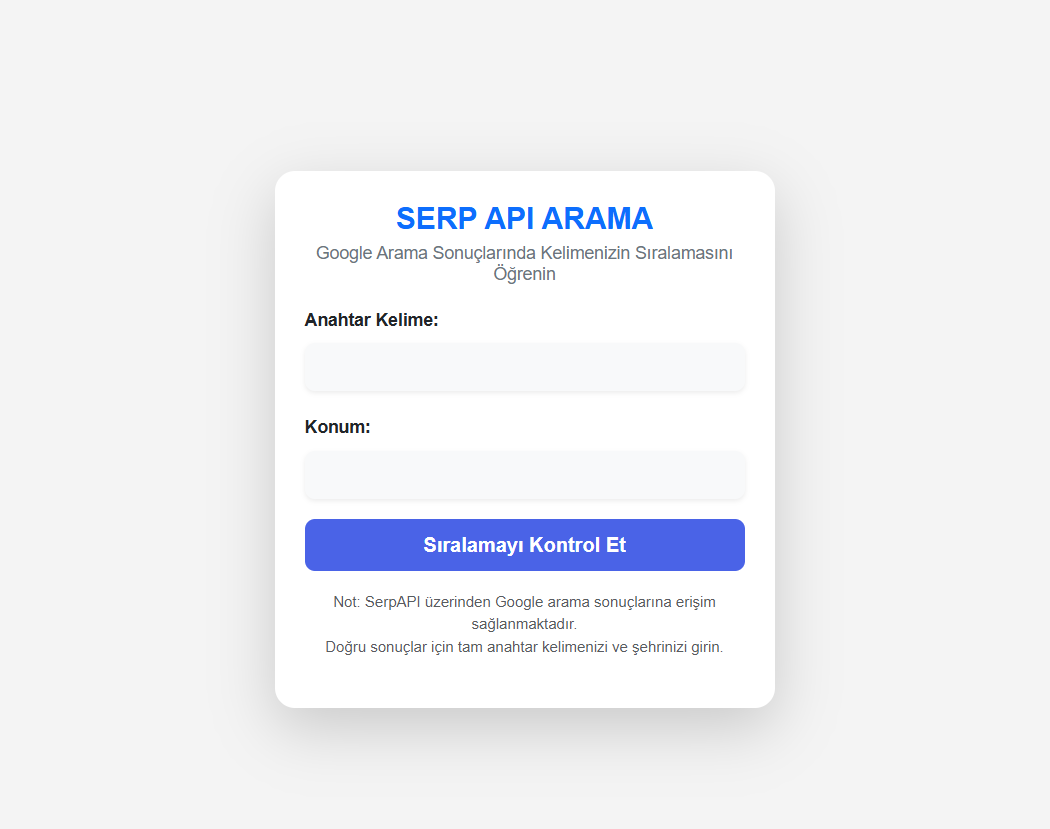 SERP API ARAMA
Google Arama Sonuçlarında Kelimenizin Sıralamasını
Öğrenin
Anahtar Kelime:
Konum:
Sıralamayı Kontrol Et
Not: SerpAPI üzerinden Google arama sonuçlarına erişim
sağlanmaktadır.
Doğru sonuçlar için tam anahtar kelimenizi ve şehrinizi girin.